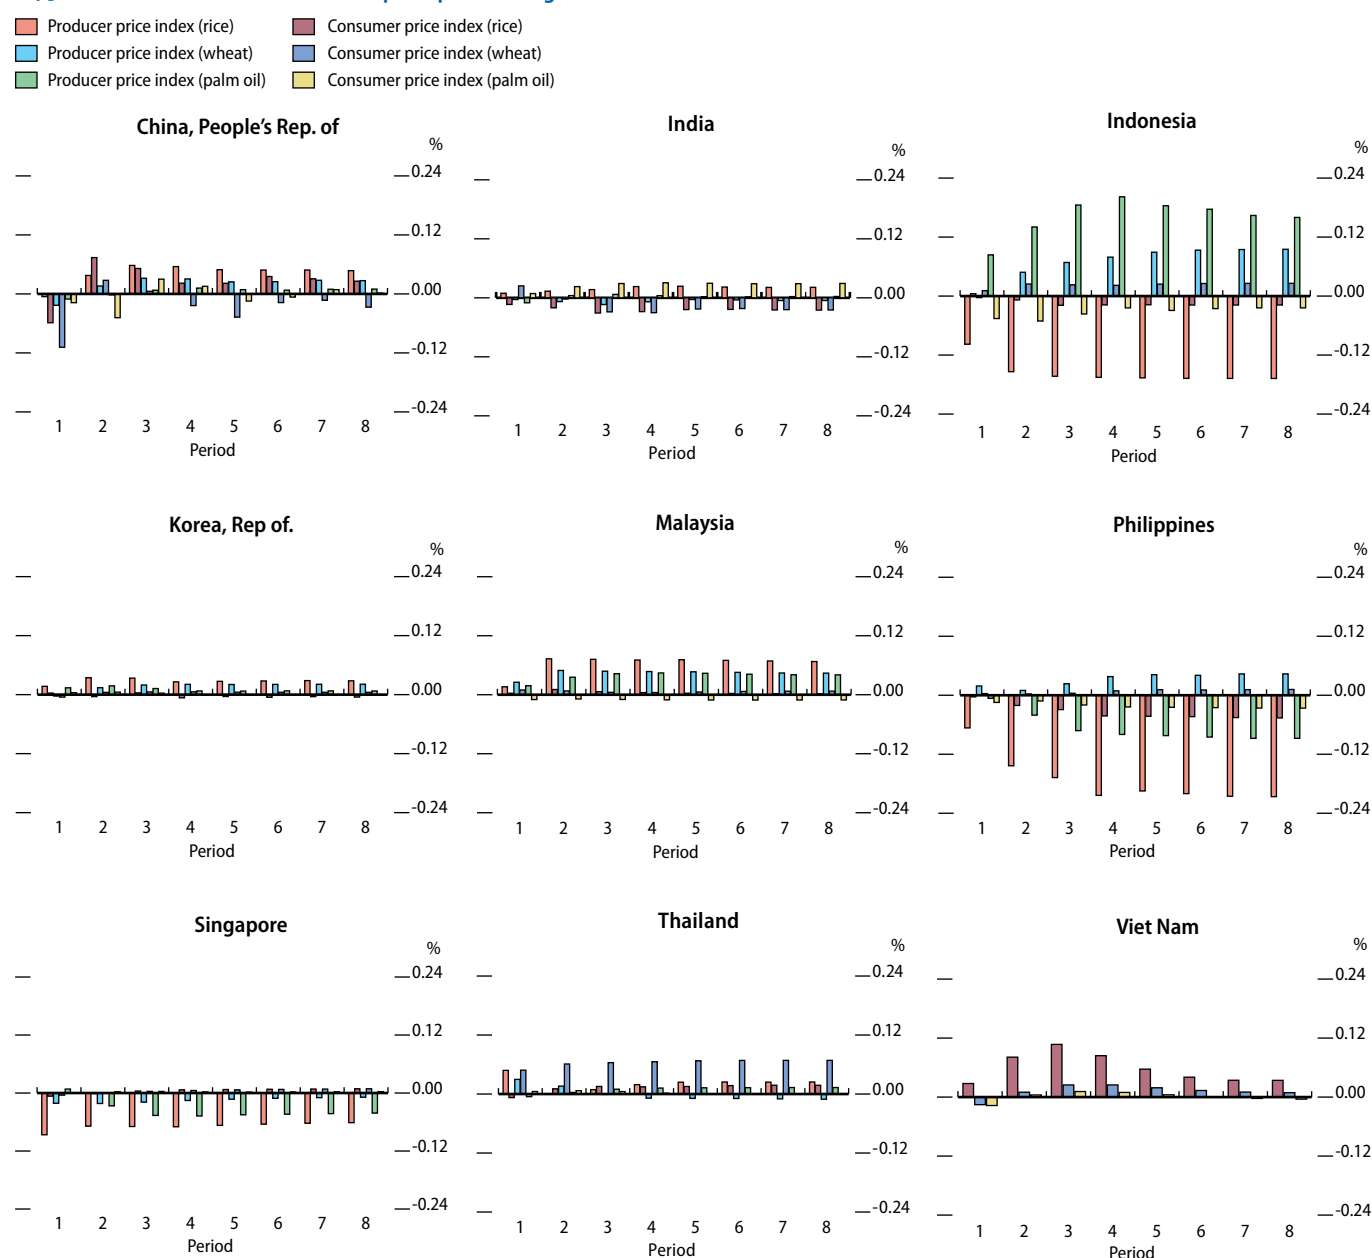 Producer price index (rice)
Consumer price index (rice)
Producer price index (wheat)
Consumer price index (wheat)
Producer price index (palm oil)
Consumer price index (palm oil)
China, People's Rep. of
%
0.24
0.12
0.00
-0.12
-0.24
1 2 3 4 5 6 7 8
Period
India
%
0.24
0.12
0.00
-0.12
-0.24
1 2 3 4 5 6 7 8
Period
Indonesia
%
0.24
0.12
0.00
-0.12
-0.24
1 2 3 4 5 6 7 8
Period
Korea, Rep of.
%
0.24
0.12
0.00
-0.12
-0.24
1 2 3 4 5 6 7 8
Period
Malaysia
%
0.24
0.12
0.00
-0.12
-0.24
1 2 3 4 5 6 7 8
Period
Philippines
%
0.24
0.12
0.00
-0.12
-0.24
1 2 3 4 5 6 7 8
Period
Singapore
%
0.24
0.12
0.00
-0.12
-0.24
1 2 3 4 5 6 7 8
Period
Thailand
%
0.24
0.12
0.00
-0.12
-0.24
1 2 3 4 5 6 7 8
Period
Viet Nam
%
0.24
0.12
0.00
-0.12
-0.24
1 2 3 4 5 6 7 8
Period